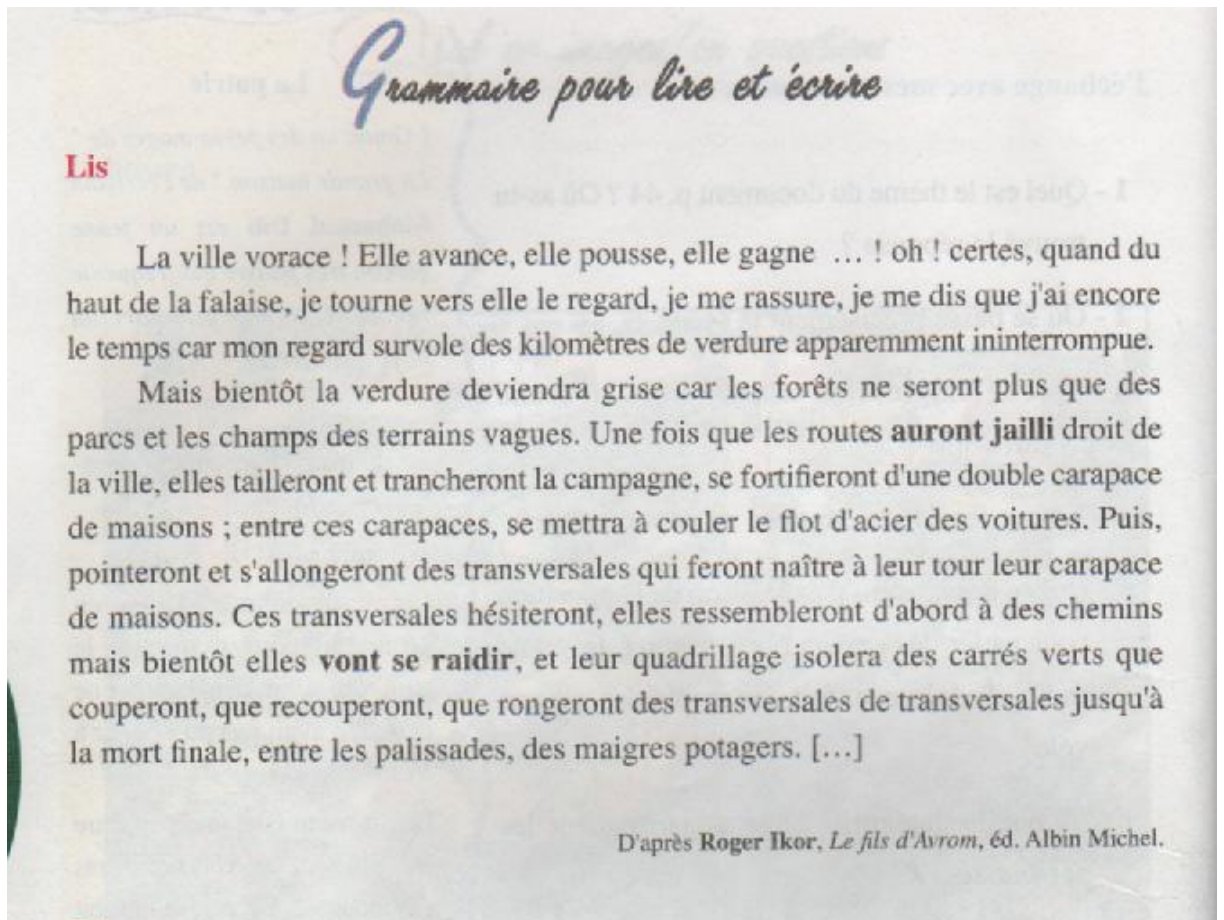 Grammaire pour lire et écrire
Lis
La ville vorace ! Elle avance, elle pousse, elle gagne ... ! oh ! certes, quand du
haut de la falaise, je tourne vers elle le regard, je me rassure, je me dis que j'ai encore
le temps car mon regard survole des kilomètres de verdure apparemment ininterrompue.
Mais bientôt la verdure deviendra grise car les forêts ne seront plus que des
parcs et les champs des terrains vagues. Une fois que les routes auront jailli droit de
la ville, elles tailleront et trancheront la campagne, se fortifieront d'une double carapace
de maisons ; entre ces carapaces, se mettra à couler le flot d'acier des voitures. Puis,
pointeront et s'allongeront des transversales qui feront naître à leur tour leur carapace
de maisons. Ces transversales hésiteront, elles ressembleront d'abord à des chemins
mais bientôt elles vont se raidir, et leur quadrillage isolera des carrés verts que
couperont, que recouperont, que rongeront des transversales de transversales jusqu'à
la mort finale, entre les palissades, des maigres potagers. [...]
D'après Roger Ikor, Le fils d'Avrom, éd. Albin Michel.